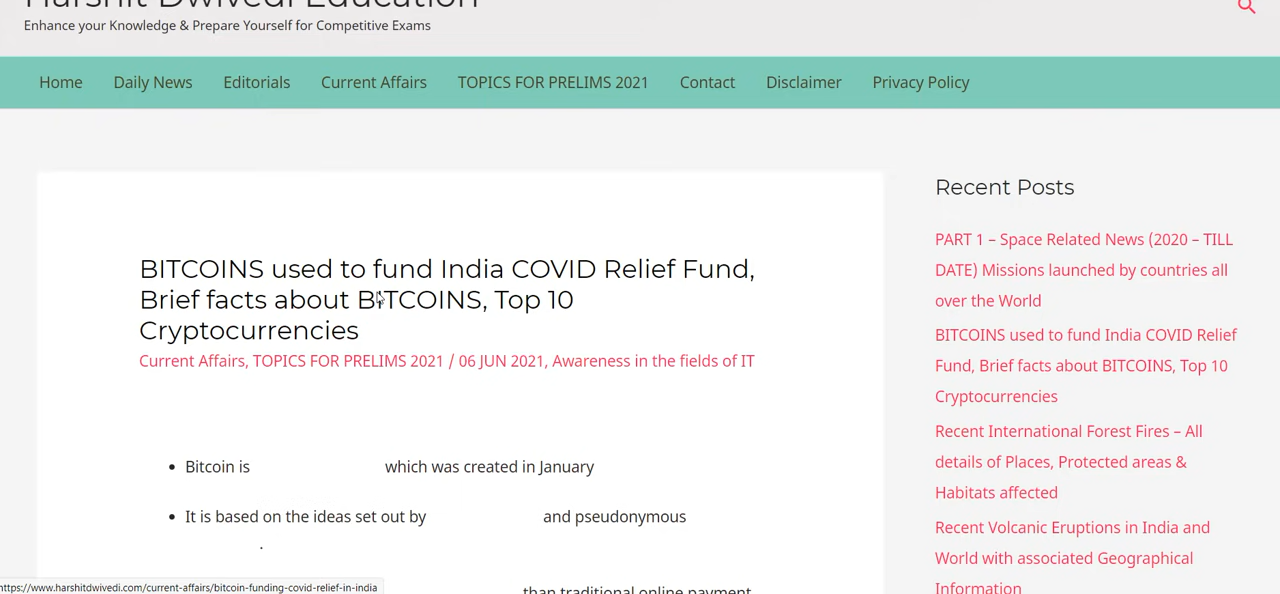 Harshit Dwivedi Education
Enhance your Knowledge & Prepare Yourself for Competitive Exams
Home Daily News Editorials Current Affairs TOPICS FOR PRELIMS 2021 Contact Disclaimer Privacy Policy
BITCOINS used to fund India COVID Relief Fund,
Brief facts about BITCOINS, Top 10
Cryptocurrencies
Current Affairs, TOPICS FOR PRELIMS 2021 / 06 JUN 2021, Awareness in the fields of IT
• Bitcoin is which was created in January
• It is based on the ideas set out by and pseudonymous
.
than traditional online payment
Recent Posts
PART 1 – Space Related News (2020 – TILL
DATE) Missions launched by countries all
over the World
BITCOINS used to fund India COVID Relief
Fund, Brief facts about BITCOINS, Top 10
Cryptocurrencies
Recent International Forest Fires – All
details of Places, Protected areas &
Habitats affected
Recent Volcanic Eruptions in India and
World with associated Geographical
Information
https://www.harshitdwivedi.com/current-affairs/bitcoin-funding-covid-relief-in-india